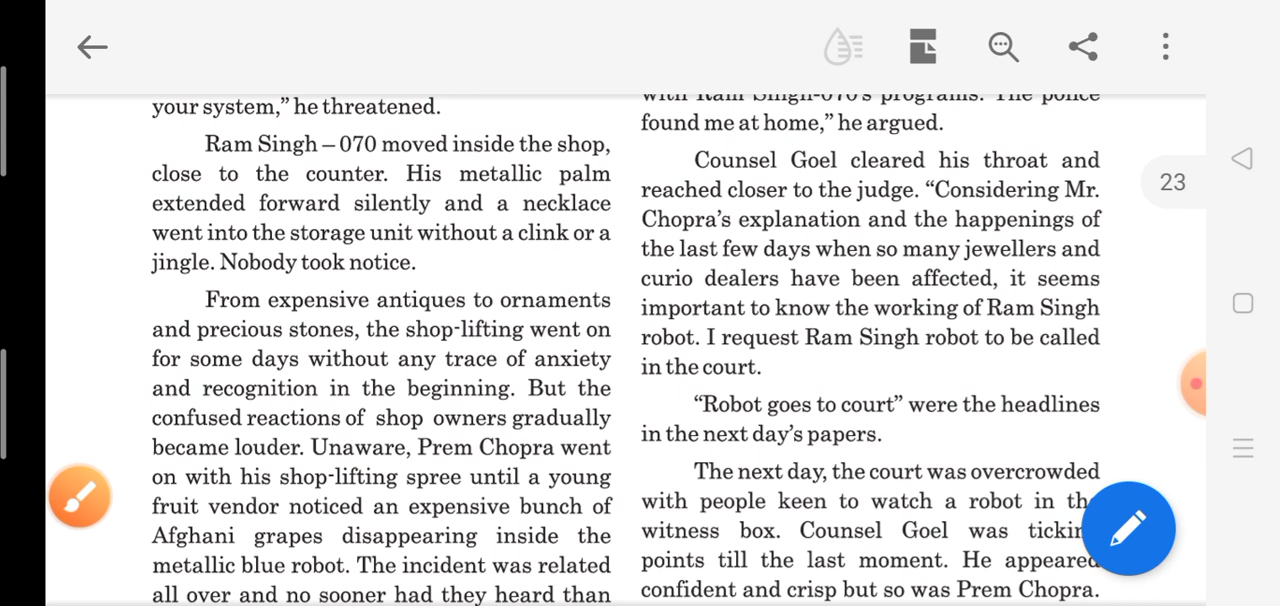 your system,” he threatened.
Ram Singh – 070 moved inside the shop,
close to the counter. His metallic palm
extended forward silently and a necklace
went into the storage unit without a clink or a
jingle. Nobody took notice.
From expensive antiques to ornaments
and precious stones, the shop-lifting went on
for some days without any trace of anxiety
and recognition in the beginning. But the
confused reactions of shop owners gradually
became louder. Unaware, Prem Chopra went
on with his shop-lifting spree until a young
fruit vendor noticed an expensive bunch of
Afghani grapes disappearing inside the
metallic blue robot. The incident was related
all over and no sooner had they heard than
with Ram Singh-070's programs. The police
found me at home,” he argued.
Counsel Goel cleared his throat and
reached closer to the judge. “Considering Mr.
Chopra’s explanation and the happenings of
the last few days when so many jewellers and
curio dealers have been affected, it seems
important to know the working of Ram Singh
robot. I request Ram Singh robot to be called
in the court.
“Robot goes to court” were the headlines
in the next day’s papers.
The next day, the court was overcrowded
with people keen to watch a robot in the
witness box. Counsel Goel was ticking
points till the last moment. He appeared
confident and crisp but so was Prem Chopra.
23